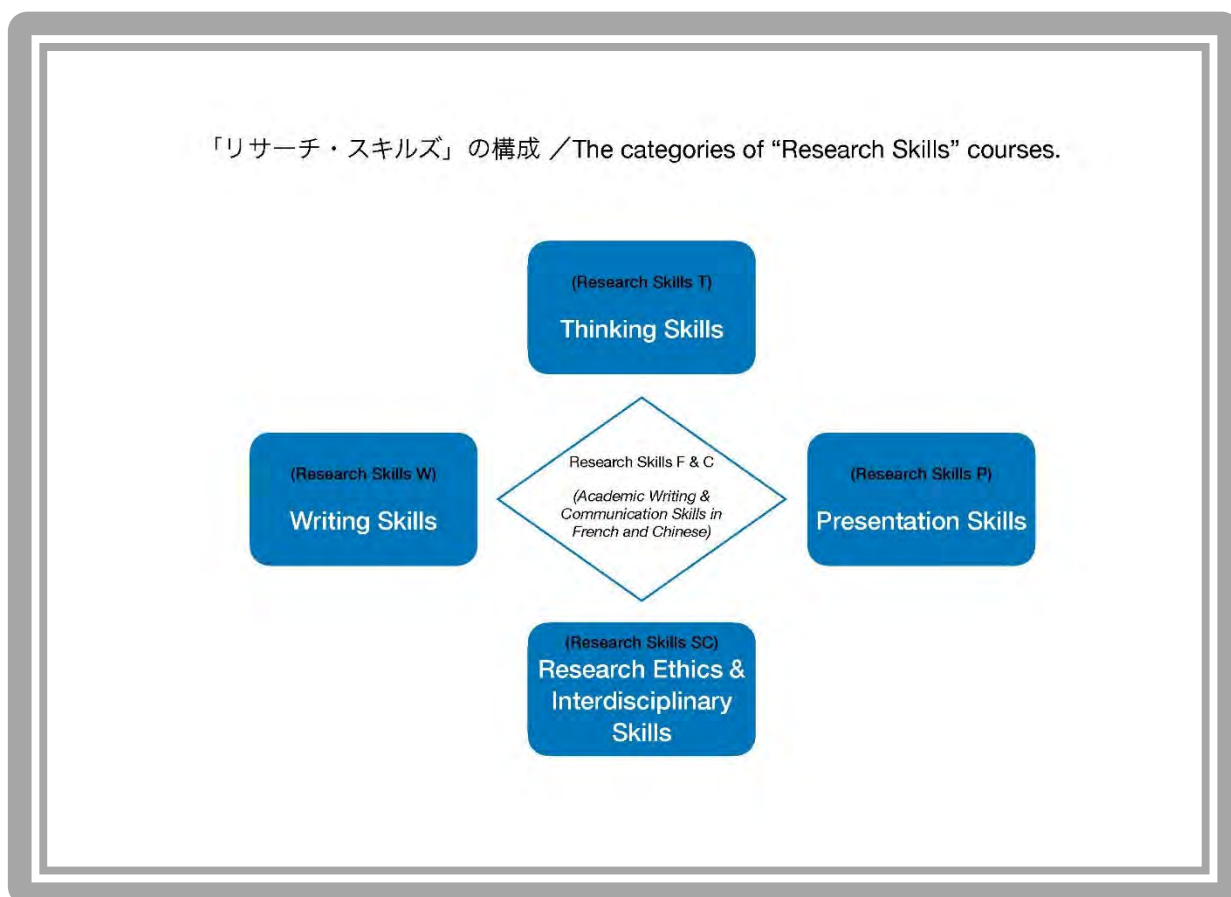 「リサーチ・スキルズ」の構成 ／The categories of “Research Skills” courses.
(Research Skills T)
Thinking Skills
(Research Skills W)
Writing Skills
Research Skills F & C
(Academic Writing &
Communication Skills in
French and Chinese)
(Research Skills P)
Presentation Skills
(Research Skills SC)
Research Ethics &
Interdisciplinary
Skills